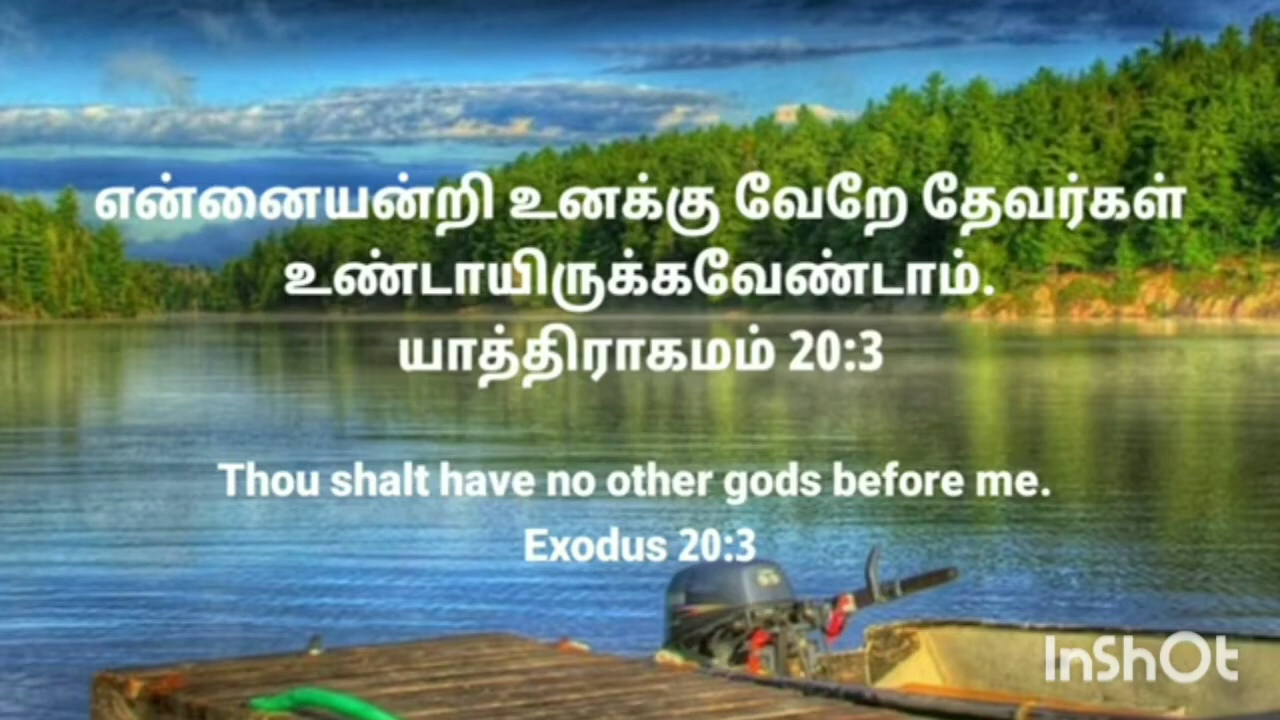 என்னையன்றி உனக்கு வேறே தேவர்கள்
உண்டாயிருக்கவேண்டாம்.
யாத்திராகமம் 20:3
Thou shalt have no other gods before me.
Exodus 20:3
InShOt